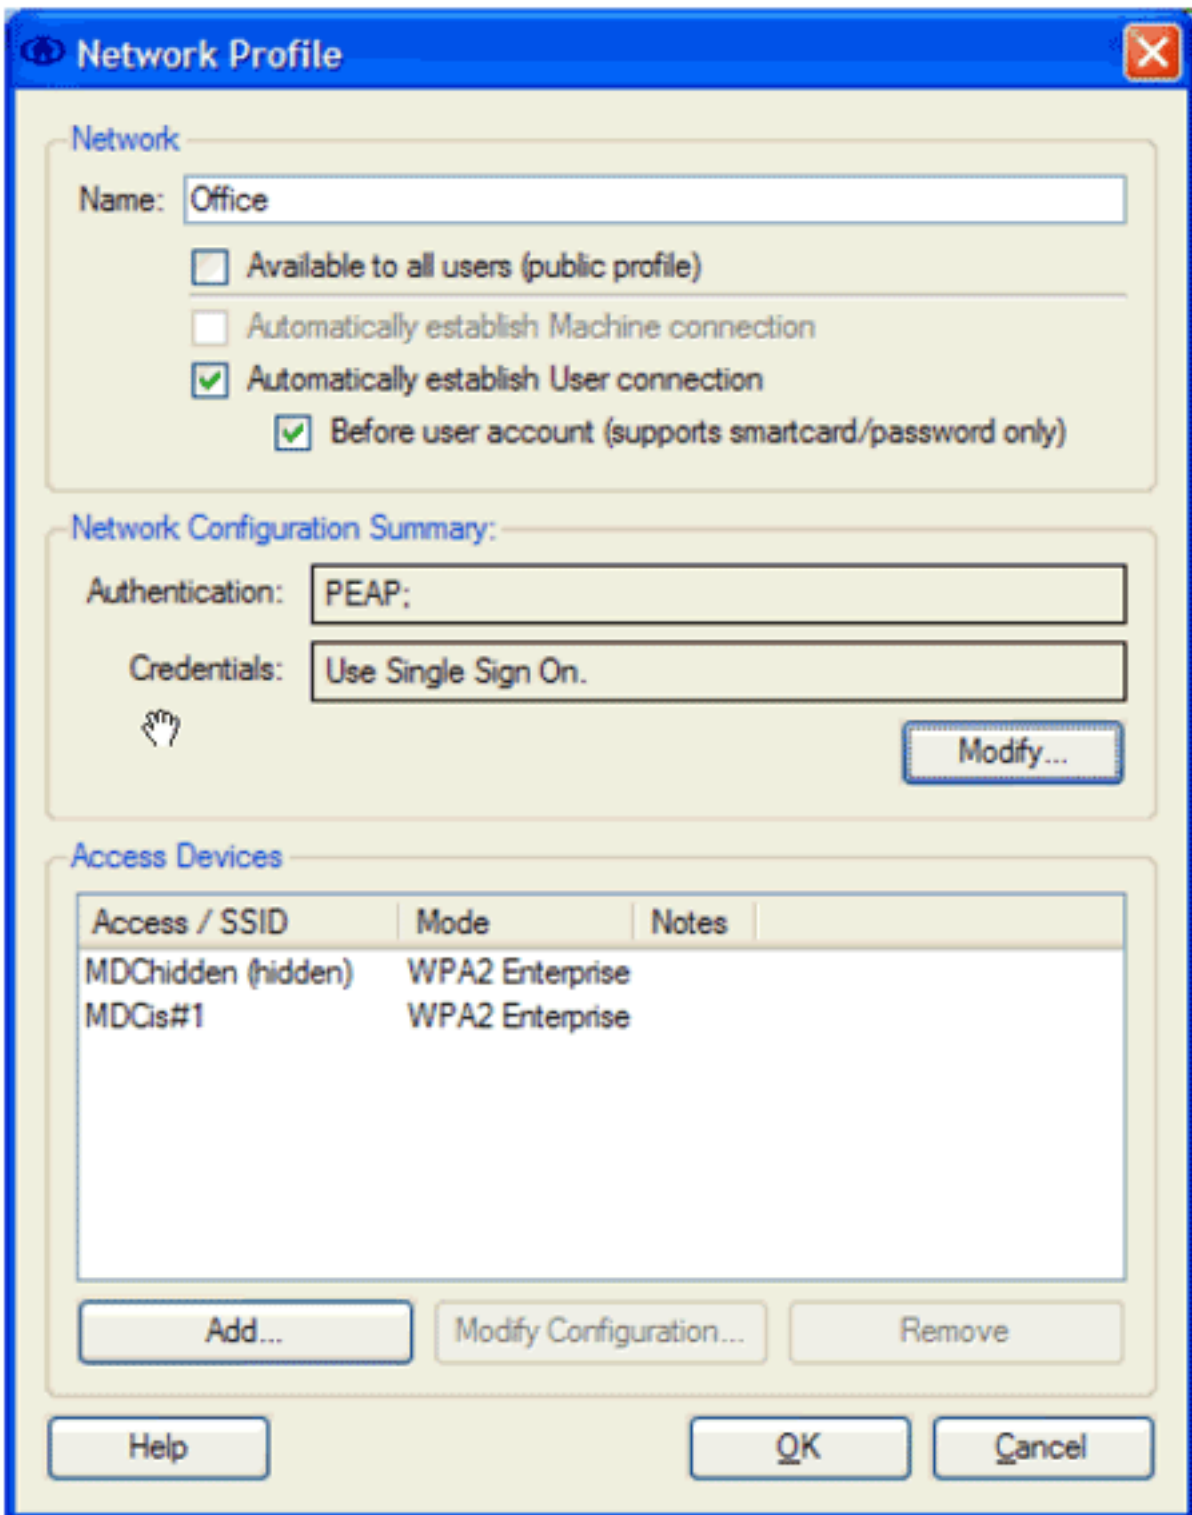 Network Profile
Network
Name: Office
Available to all users (public profile)
Automatically establish Machine connection
Automatically establish User connection
Before user account (supports smartcard/password only)
Network Configuration Summary:
Authentication: PEAP;
Credentials: Use Single Sign On.
Modify...
Access Devices
Access / SSID Mode Notes
MDChidden (hidden) WPA2 Enterprise
MDCis#1 WPA2 Enterprise
Add... Modify Configuration... Remove
Help OK Cancel